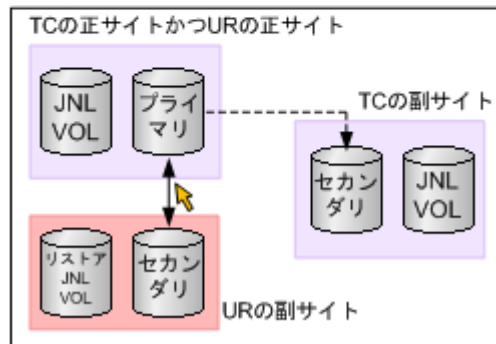 TCの正サイトかつURの正サイト
JNL
VOL
プライ
マリ
TCの副サイト
セカン
ダリ
JNL
VOL
リストア
JNL
VOL
セカン
ダリ
URの副サイト